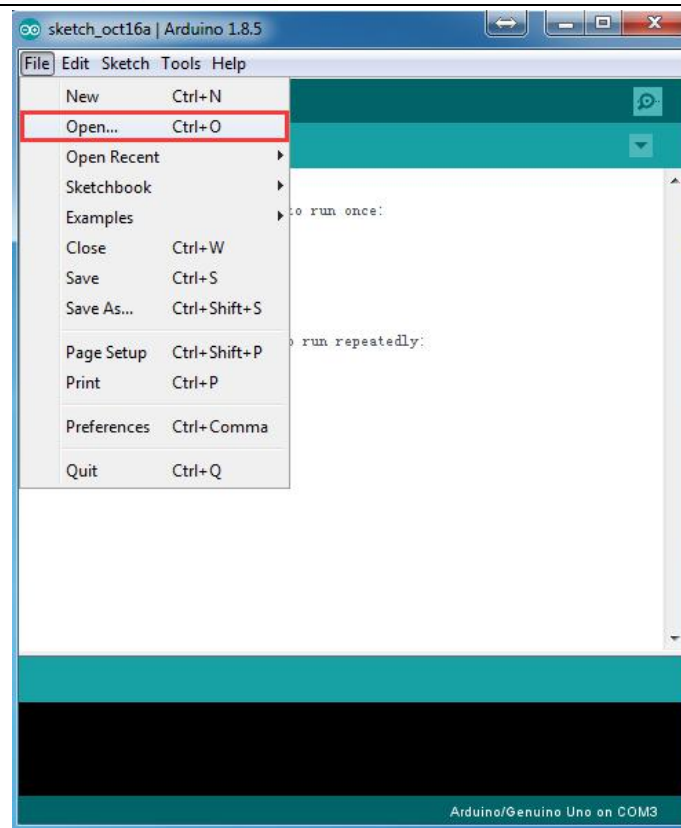 sketch_oct16a | Arduino 1.8.5
File Edit Sketch Tools Help
New Ctrl+N
Open... Ctrl+O
Open Recent
Sketchbook
Examples
to run once:
Close Ctrl+W
Save Ctrl+S
Save As... Ctrl+Shift+S
Page Setup Ctrl+Shift+P
run repeatedly:
Print Ctrl+P
Preferences Ctrl+Comma
Quit Ctrl+Q
Arduino/Genuino Uno on COM3